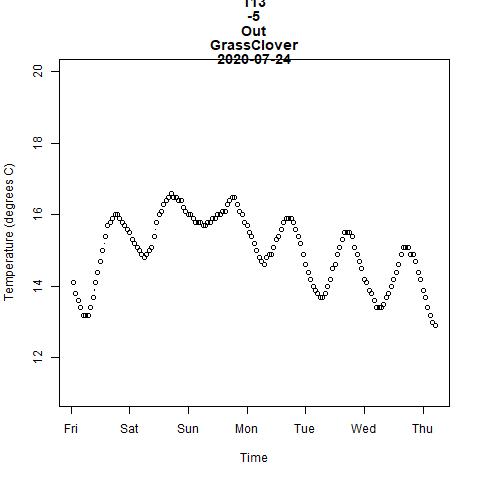 -5
Out
GrassClover
2020-07-24
Temperature (degrees C)
20
18
16
14
12
Fri Sat Sun Mon Tue Wed Thu
Time